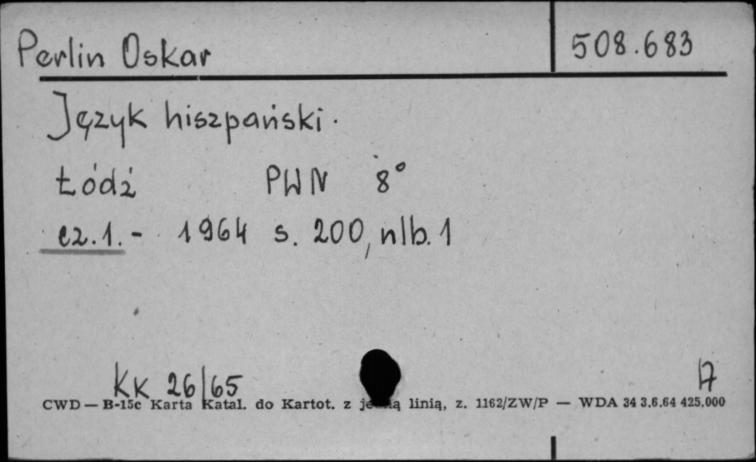 Perlin Oskar 508.683
Język hiszpański.
Łódź PWN 8°
cz.1.- 1964 s. 200, nlb. 1
KK 26/65
CWD — B-15c Karta Katal. do Kartot. z jedną linią, z. 1162/ZW/P — WDA 34 3.6.64 425.000